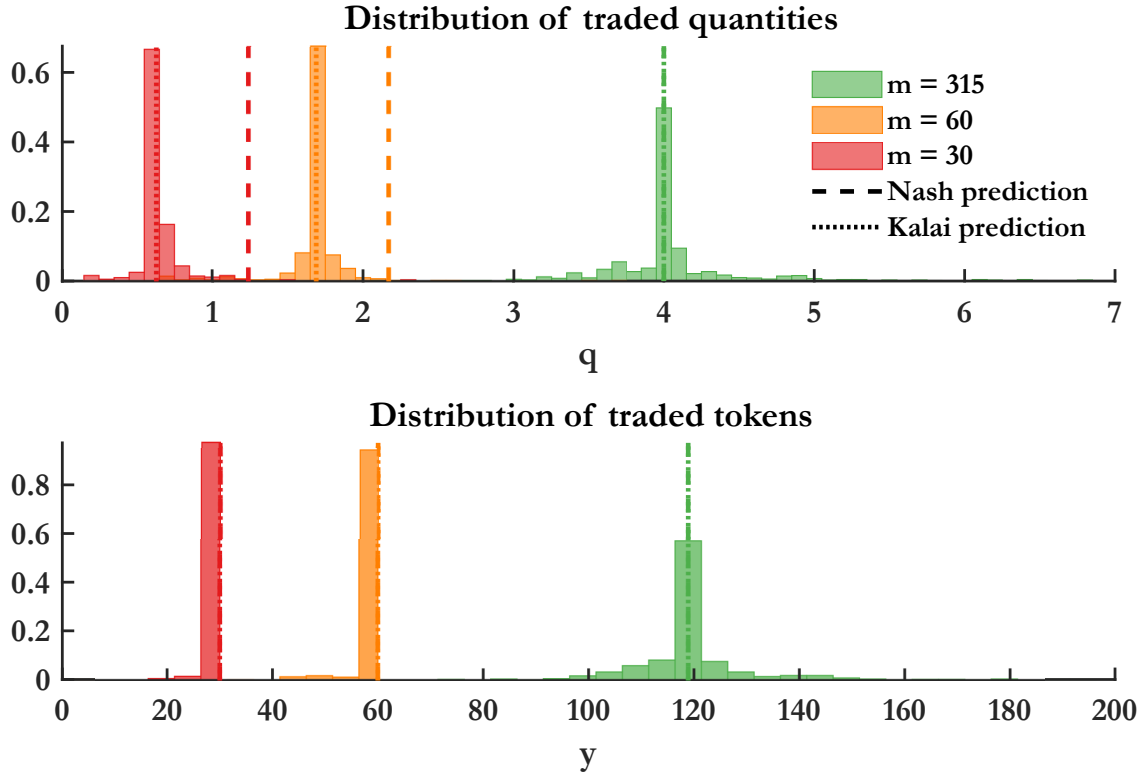 Distribution of traded quantities
0.6
0.4
0.2
0
m = 315
m = 60
m = 30
Nash prediction
Kalai prediction
0 1 2 3 4 5 6 7
q
Distribution of traded tokens
0.8
0.6
0.4
0.2
0
0 20 40 60 80 100 120 140 160 180 200
y